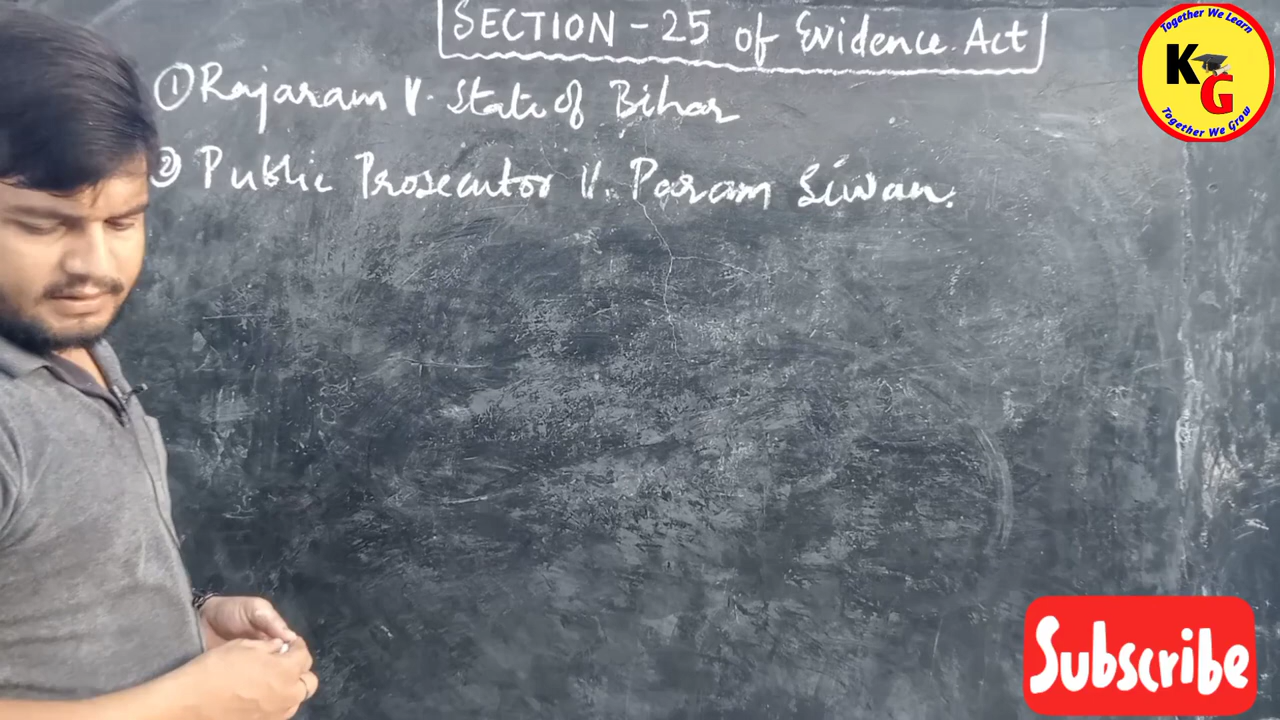 SECTION - 25 of Evidence Act
① Rajaram V. State of Bihar
② Public Prosecutor V. Param Siwan.
Together We Learn
KG
Together We Grow
Subscribe